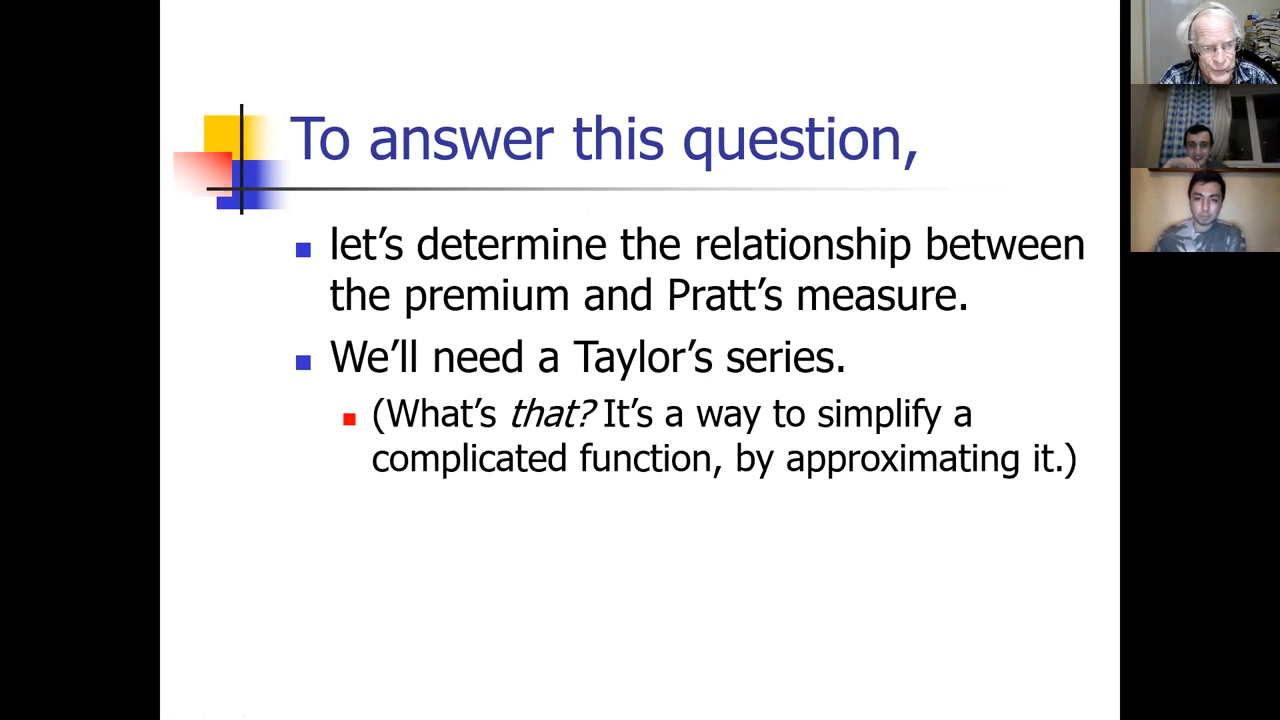 To answer this question,
let’s determine the relationship between
the premium and Pratt’s measure.
We’ll need a Taylor’s series.
(What’s that? It’s a way to simplify a
complicated function, by approximating it.)